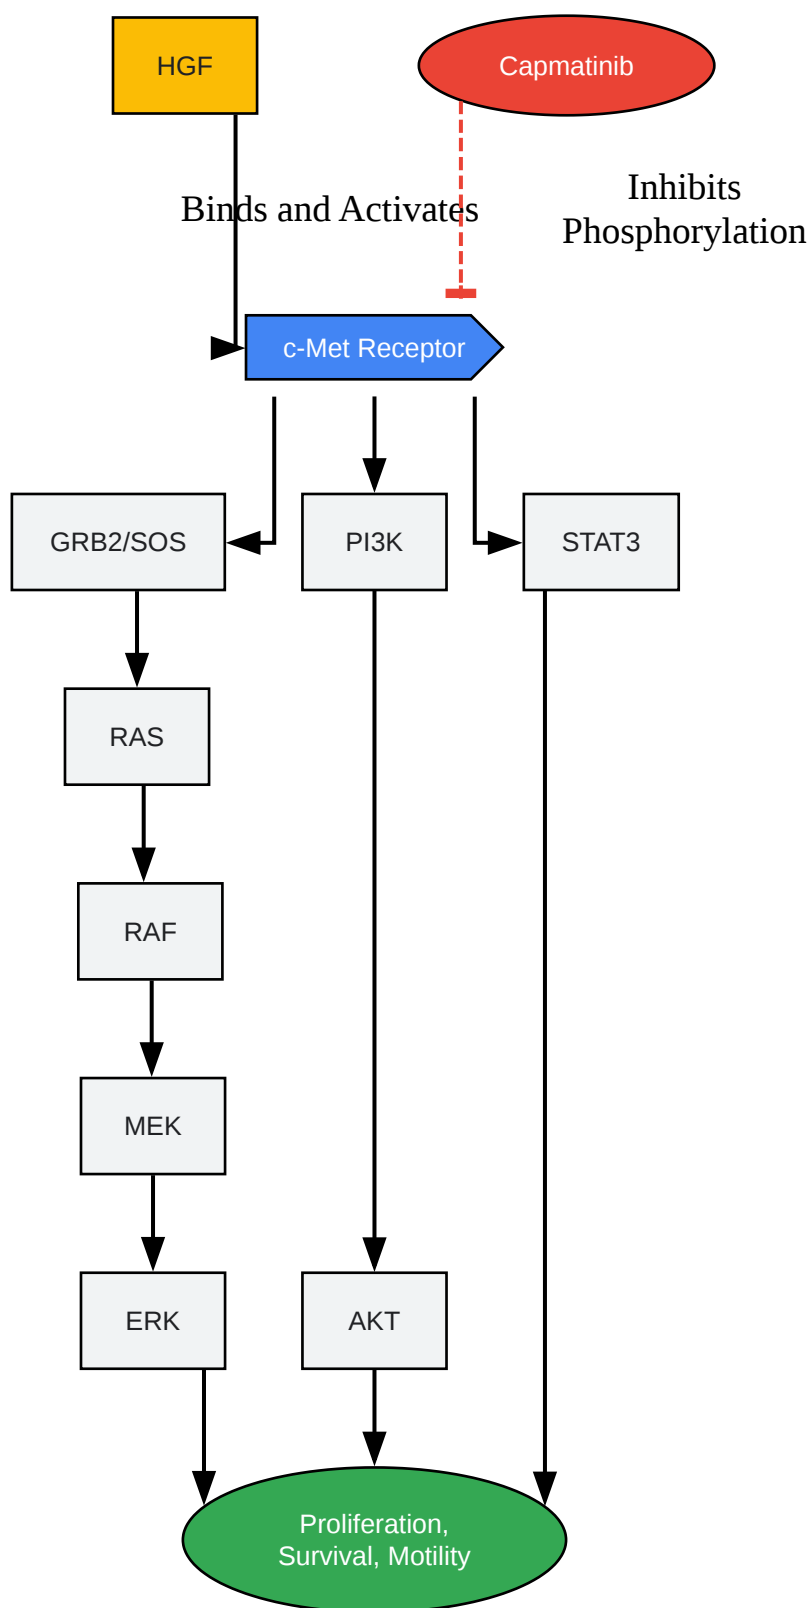 HGF
Capmatinib
Binds and Activates
Inhibits
Phosphorylation
c-Met Receptor
GRB2/SOS
PI3K
STAT3
RAS
RAF
MEK
ERK
AKT
Proliferation,
Survival, Motility